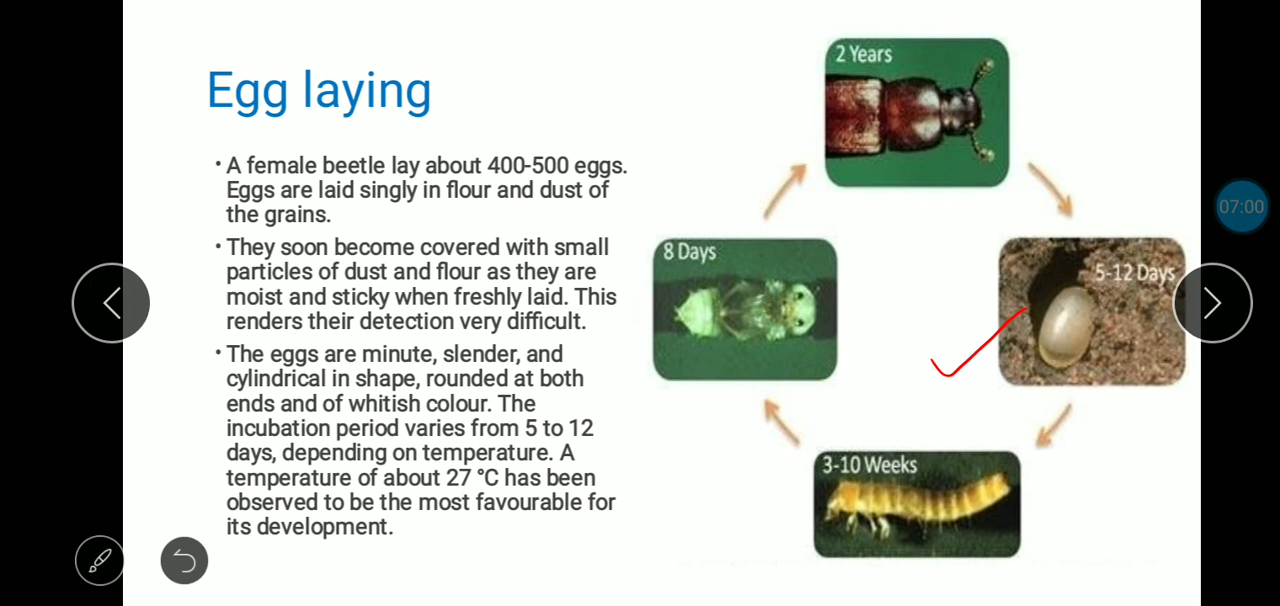 Egg laying
• A female beetle lay about 400-500 eggs.
Eggs are laid singly in flour and dust of
the grains.
• They soon become covered with small
particles of dust and flour as they are
moist and sticky when freshly laid. This
renders their detection very difficult.
• The eggs are minute, slender, and
cylindrical in shape, rounded at both
ends and of whitish colour. The
incubation period varies from 5 to 12
days, depending on temperature. A
temperature of about 27 °C has been
observed to be the most favourable for
its development.
2 Years
5-12 Days
3-10 Weeks
8 Days
07:00